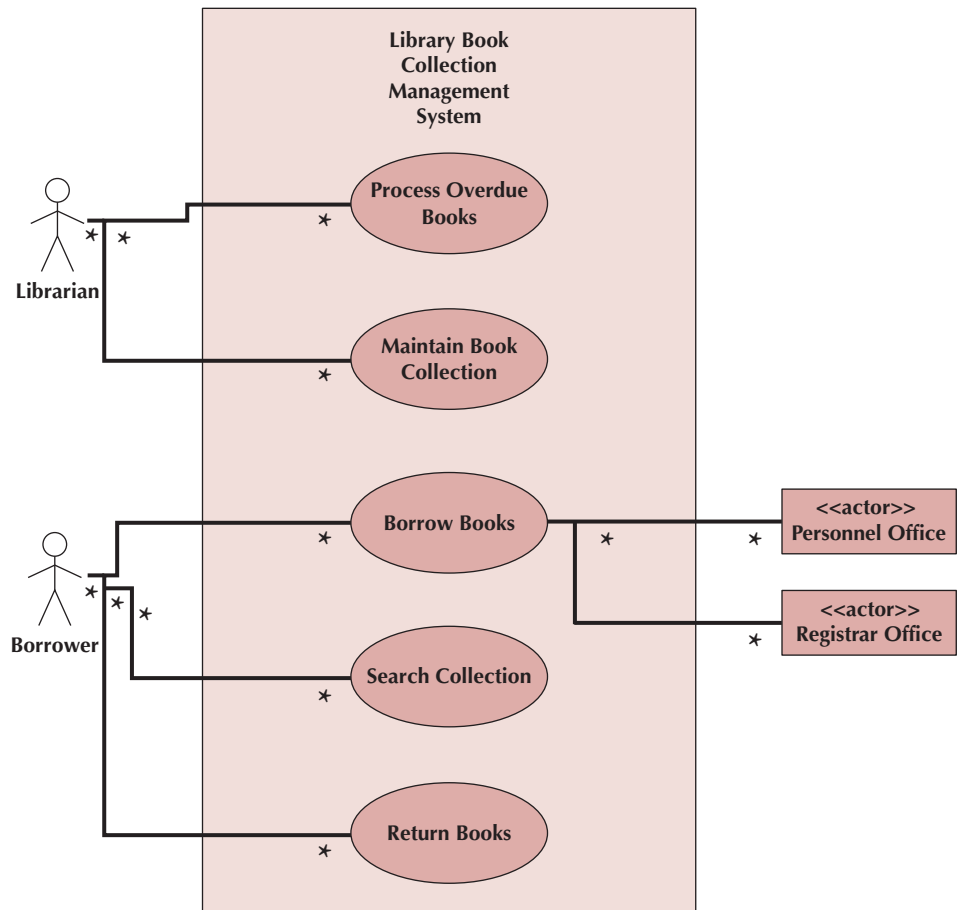 Library Book
Collection
Management
System
Process Overdue
Books
*
*
*
Librarian
Maintain Book
Collection
*
Borrow Books
*
*
*
<<actor>>
Personnel Office
*
*
*
Borrower
<<actor>>
Registrar Office
*
Search Collection
*
Return Books
*